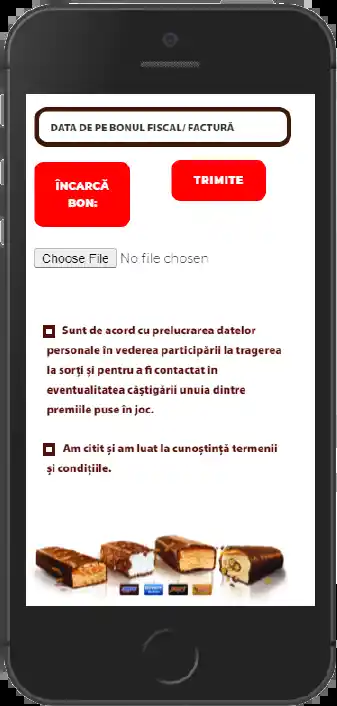 DATA DE PE BONUL FISCAL/ FACTURĂ
ÎNCARCĂ
BON:
TRIMITE
Choose File No file chosen
Sunt de acord cu prelucrarea datelor
personale în vederea participării la tragerea
la sorți și pentru a fi contactat în
eventualitatea câștigării unuia dintre
premiile puse în joc.
Am citit și am luat la cunoștință termenii
și condițiile.